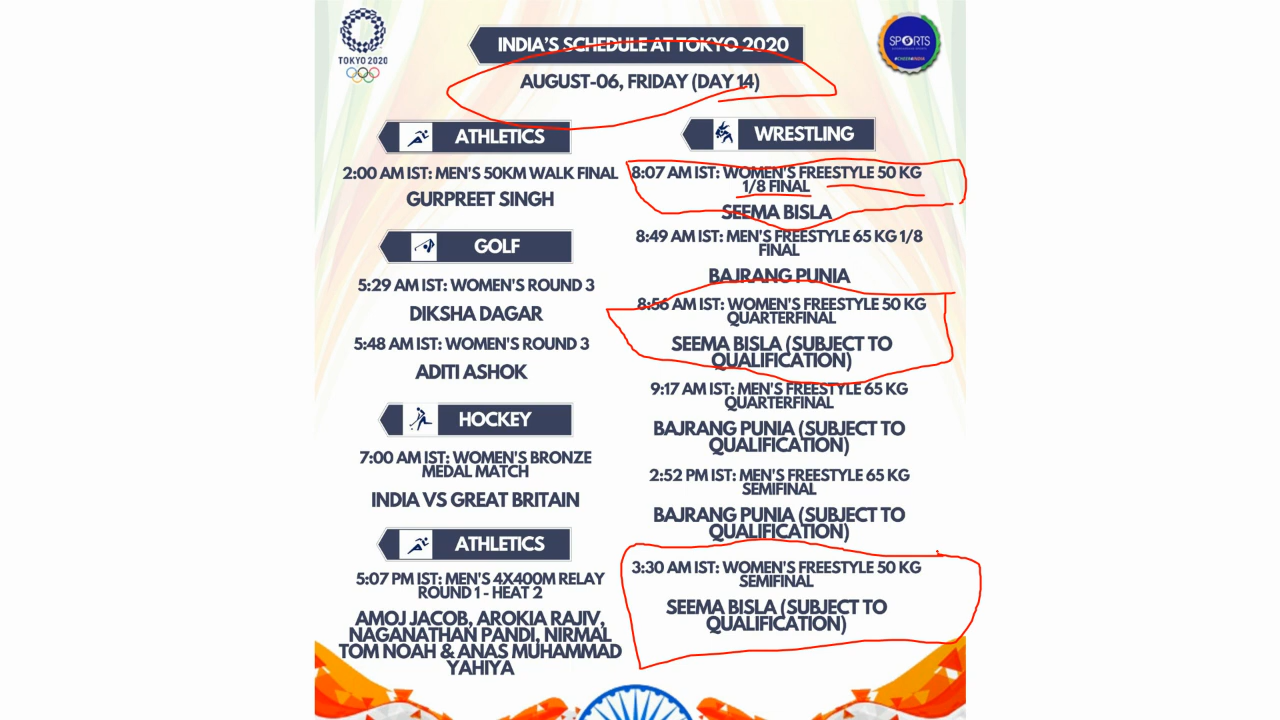 TOKYO 2020
INDIA'S SCHEDULE AT TOKYO 2020
AUGUST-06, FRIDAY (DAY 14)
SPORTS
#CHEER4INDIA
ATHLETICS
2:00 AM IST: MEN'S 50KM WALK FINAL
GURPREET SINGH
GOLF
5:29 AM IST: WOMEN'S ROUND 3
DIKSHA DAGAR
5:48 AM IST: WOMEN'S ROUND 3
ADITI ASHOK
HOCKEY
7:00 AM IST: WOMEN'S BRONZE
MEDAL MATCH
INDIA VS GREAT BRITAIN
ATHLETICS
5:07 PM IST: MEN'S 4X400M RELAY
ROUND 1 - HEAT 2
AMOJ JACOB, AROKIA RAJIV,
NAGANATHAN PANDI, NIRMAL
TOM NOAH & ANAS MUHAMMAD
YAHIYA
WRESTLING
8:07 AM IST: WOMEN'S FREESTYLE 50 KG
1/8 FINAL
SEEMA BISLA
8:49 AM IST: MEN'S FREESTYLE 65 KG 1/8
FINAL
BAJRANG PUNIA
8:56 AM IST: WOMEN'S FREESTYLE 50 KG
QUARTERFINAL
SEEMA BISLA (SUBJECT TO
QUALIFICATION)
9:17 AM IST: MEN'S FREESTYLE 65 KG
QUARTERFINAL
BAJRANG PUNIA (SUBJECT TO
QUALIFICATION)
2:52 PM IST: MEN'S FREESTYLE 65 KG
SEMIFINAL
BAJRANG PUNIA (SUBJECT TO
QUALIFICATION)
3:30 AM IST: WOMEN'S FREESTYLE 50 KG
SEMIFINAL
SEEMA BISLA (SUBJECT TO
QUALIFICATION)